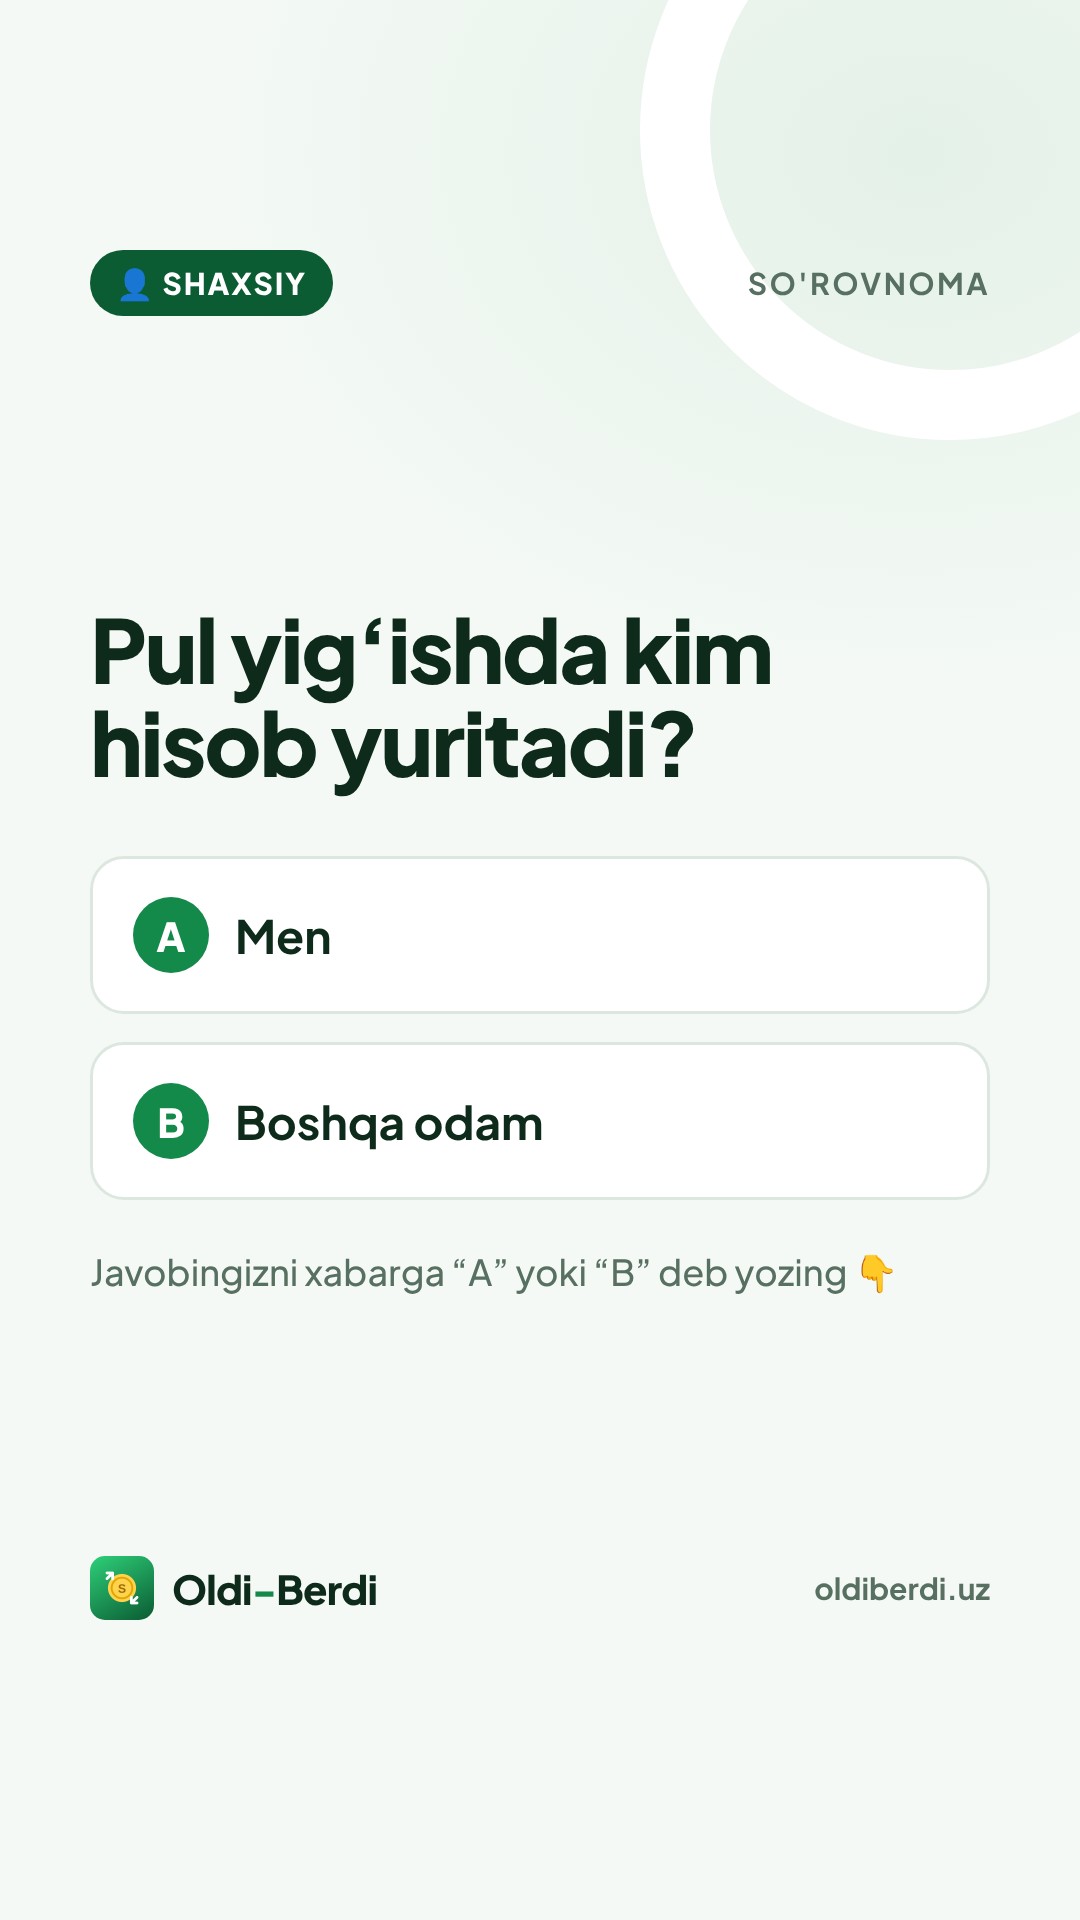 👤 SHAXSIY
SO'ROVNOMA
Pul yig‘ishda kim
hisob yuritadi?
A Men
B Boshqa odam
Javobingizni xabarga “A” yoki “B” deb yozing 👇
S
Oldi-Berdi
oldiberdi.uz